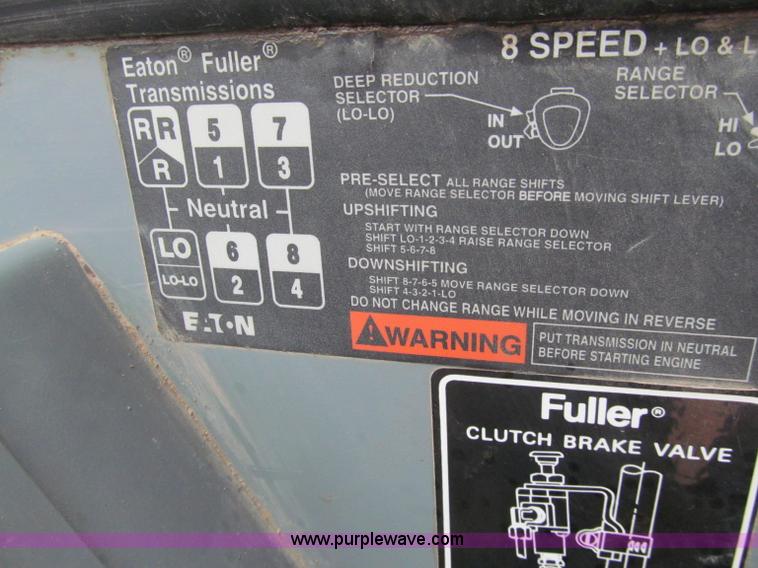 Eaton® Fuller®
Transmissions
R R 5 7
R 1 3
Neutral
LO 6 8
LO-LO 2 4
EATON
8 SPEED + LO & L
DEEP REDUCTION
SELECTOR
(LO-LO)
IN
OUT
RANGE
SELECTOR
HI
LO
PRE-SELECT ALL RANGE SHIFTS
(MOVE RANGE SELECTOR BEFORE MOVING SHIFT LEVER)
UPSHIFTING
START WITH RANGE SELECTOR DOWN
SHIFT LO-1-2-3-4 RAISE RANGE SELECTOR
SHIFT 5-6-7-8
DOWNSHIFTING
SHIFT 8-7-6-5 MOVE RANGE SELECTOR DOWN
SHIFT 4-3-2-1-LO
DO NOT CHANGE RANGE WHILE MOVING IN REVERSE
WARNING
PUT TRANSMISSION IN NEUTRAL
BEFORE STARTING ENGINE
Fuller®
CLUTCH BRAKE VALVE
www.purplewave.com